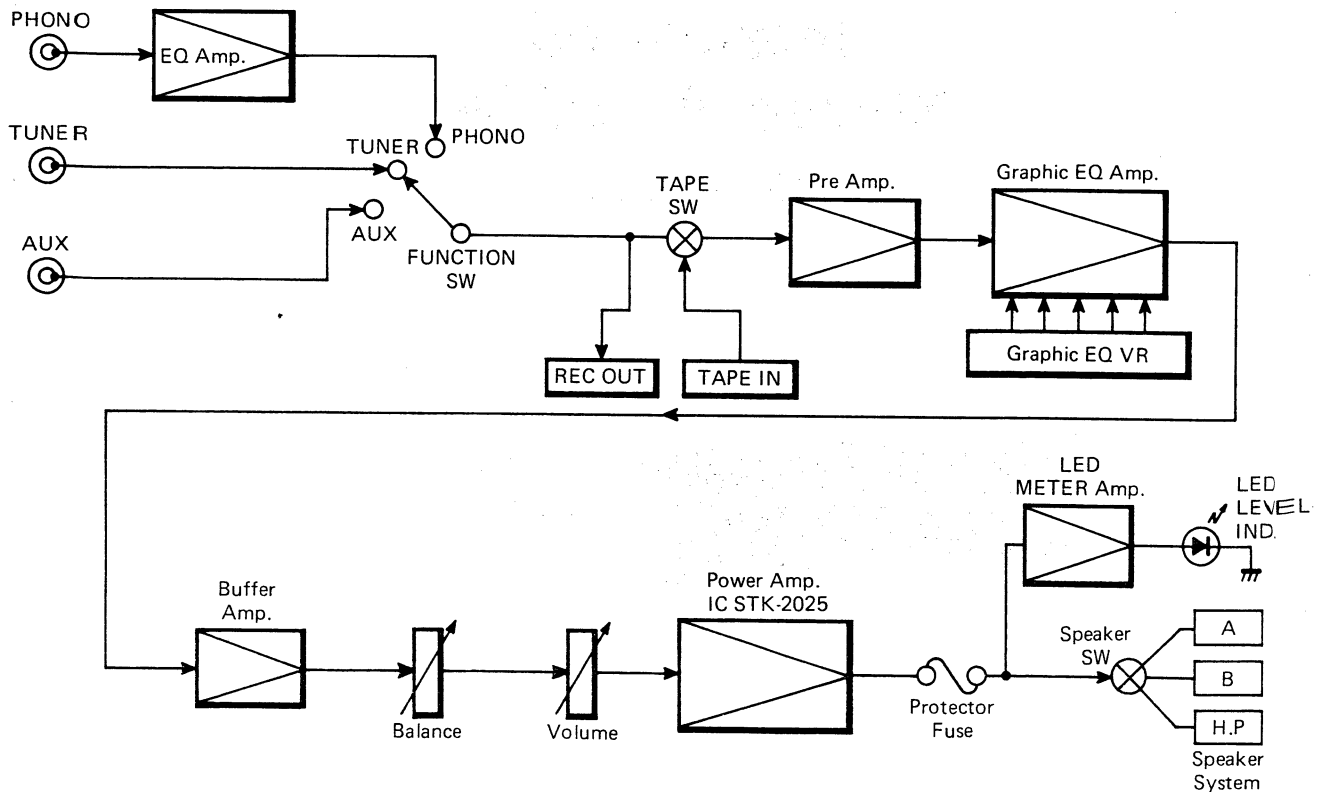 PHONO
EQ Amp.
TUNER
AUX
TUNER
PHONO
AUX
FUNCTION
SW
TAPE
SW
REC OUT
TAPE IN
Pre Amp.
Graphic EQ Amp.
Graphic EQ VR
Buffer
Amp.
Balance
Volume
Power Amp.
IC STK-2025
Protector
Fuse
LED
METER Amp.
LED
LEVEL
IND.
Speaker
SW
A
B
H.P
Speaker
System